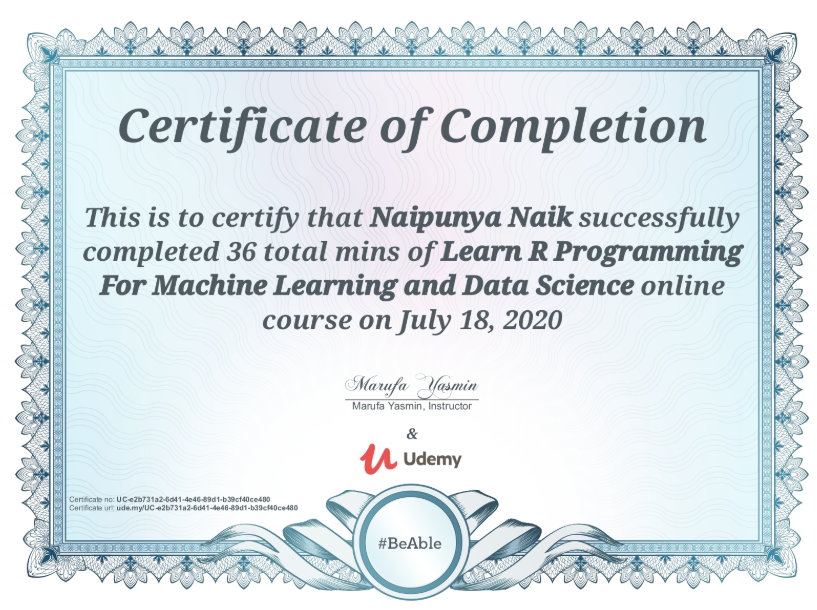 Certificate of Completion
This is to certify that Naipunya Naik successfully
completed 36 total mins of Learn R Programming
For Machine Learning and Data Science online
course on July 18, 2020
Marufa Yasmin
Marufa Yasmin, Instructor
&
Udemy
Certificate no: UC-e2b731a2-6d41-4e46-89d1-b39cf40ce480
Certificate url: ude.my/UC-e2b731a2-6d41-4e46-89d1-b39cf40ce480
#BeAble